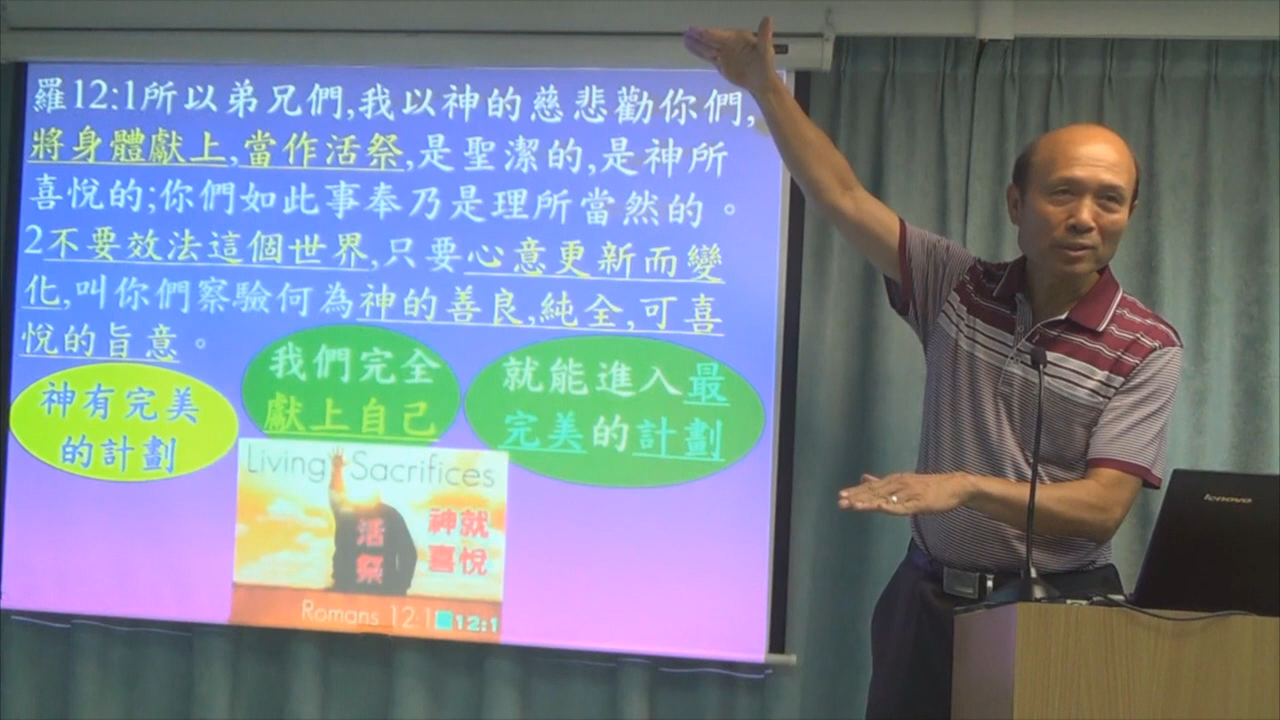 羅12:1所以弟兄們,我以神的慈悲勸你們,
將身體獻上,當作活祭,是聖潔的,是神所
喜悅的;你們如此事奉乃是理所當然的。
2不要效法這個世界,只要心意更新而變
化,叫你們察驗何為神的善良,純全,可喜
悅的旨意。
神有完美
的計劃
我們完全
獻上自己
就能進入最
完美的計劃
Living Sacrifices
活祭
神就
喜悅
Romans 12:1
12:1
lenovo